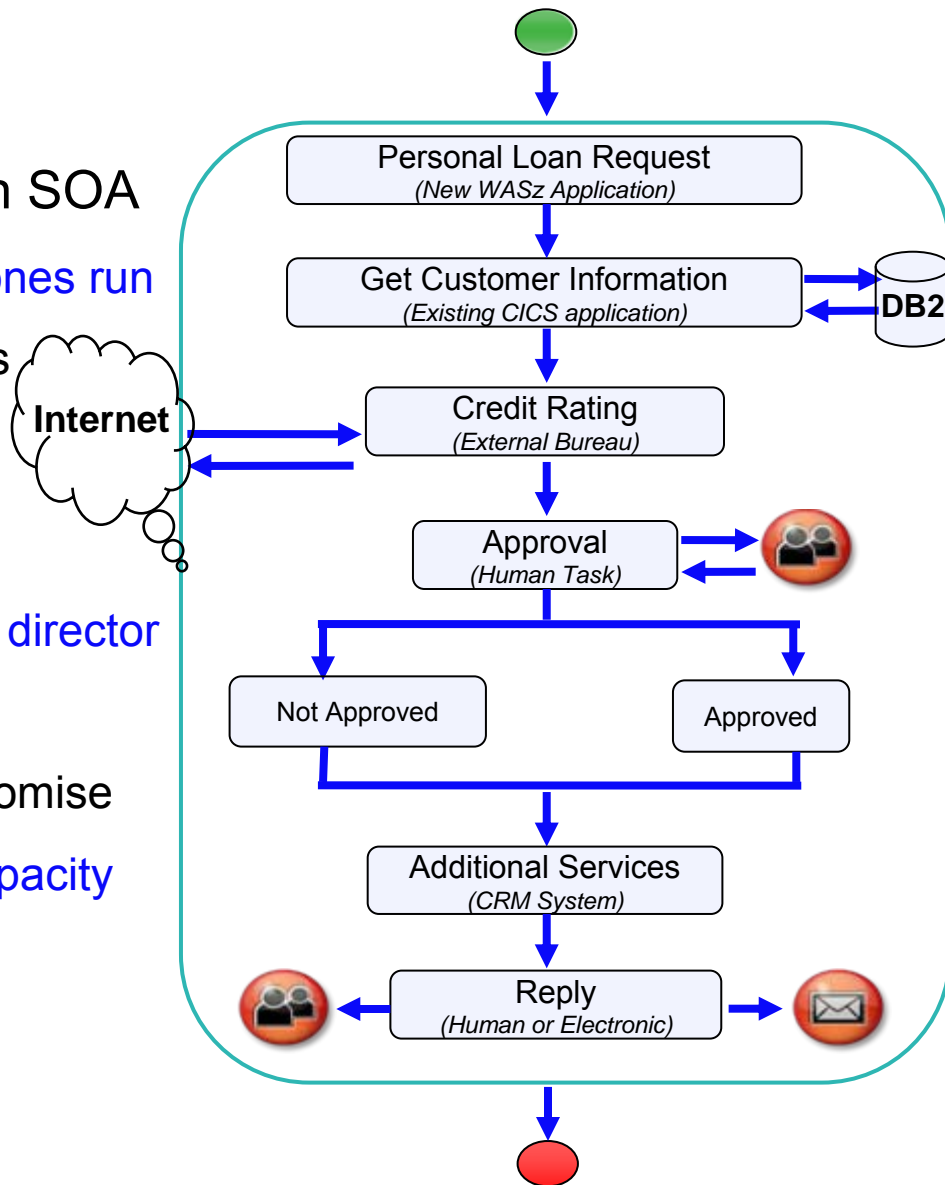 n SOA
ones run
s
director
omise
pacity
Personal Loan Request
(New WASz Application)
Get Customer Information
(Existing CICS application)
DB2
Internet
Credit Rating
(External Bureau)
Approval
(Human Task)
Not Approved
Approved
Additional Services
(CRM System)
Reply
(Human or Electronic)